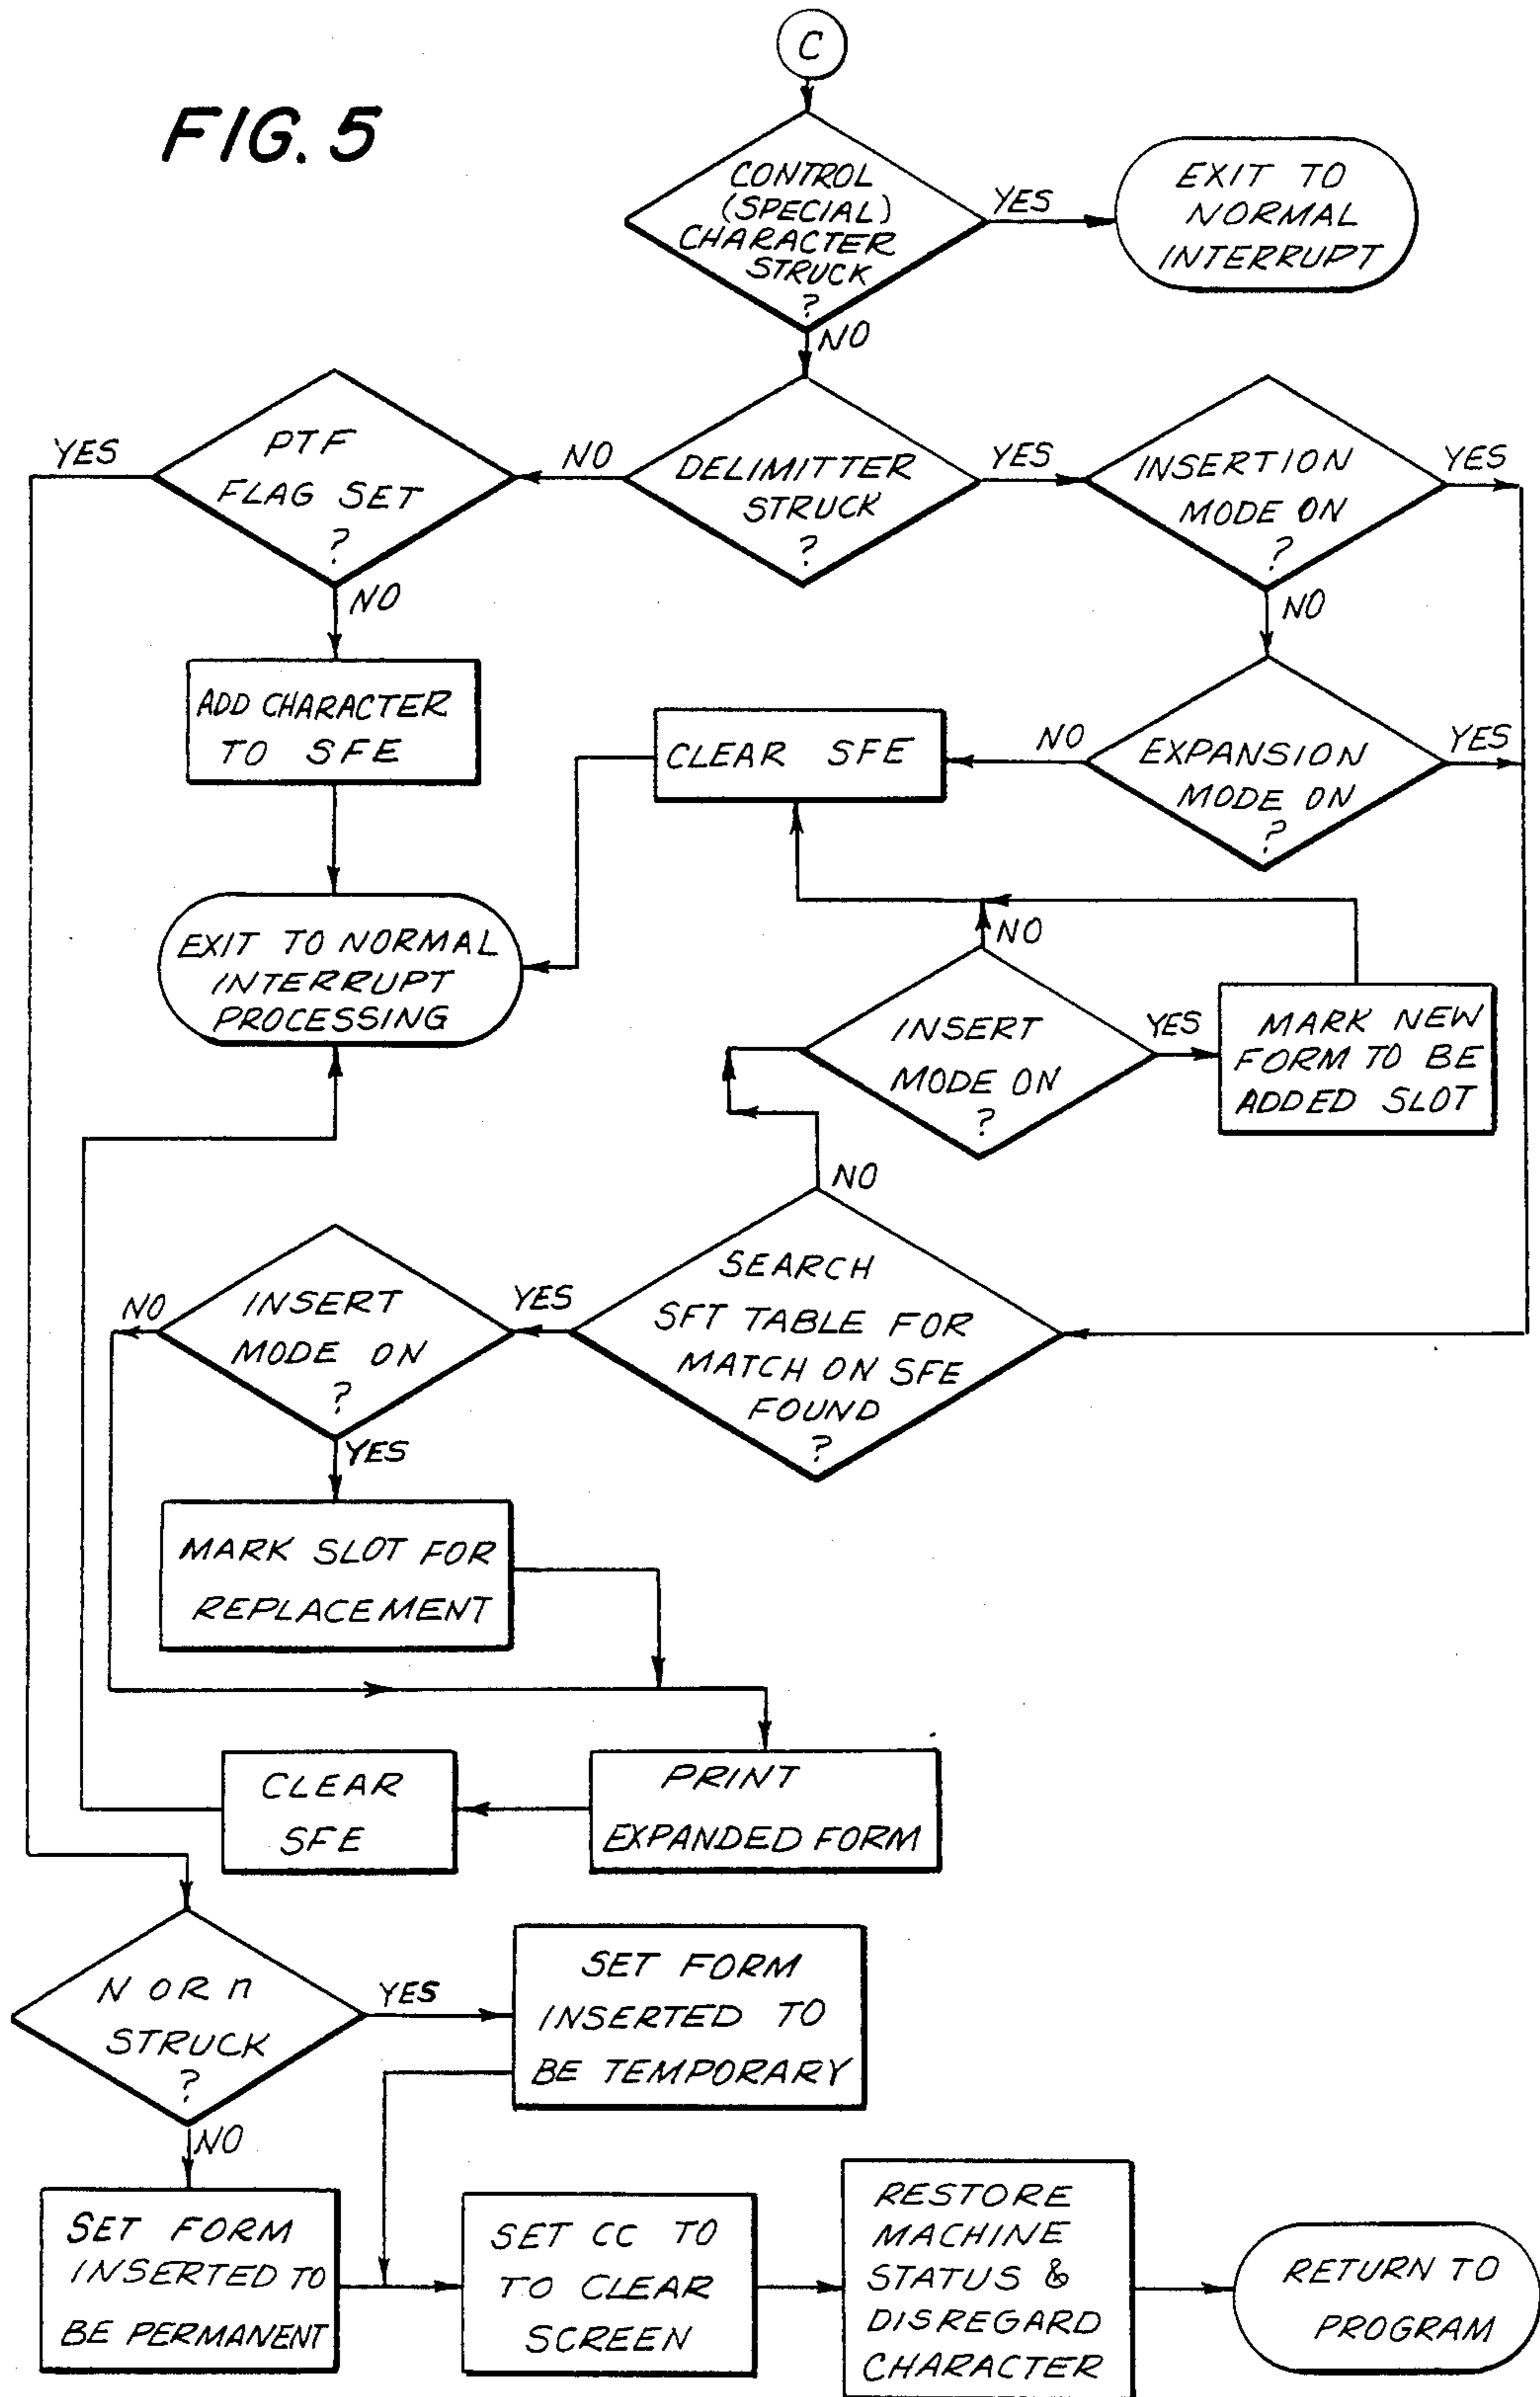 C
FIG. 5
CONTROL
(SPECIAL)
CHARACTER
STRUCK
?
YES
EXIT TO
NORMAL
INTERRUPT
NO
YES
PTF
FLAG SET
?
NO
DELIMITTER
STRUCK
?
YES
INSERTION
MODE ON
?
YES
NO
NO
ADD CHARACTER
TO SFE
CLEAR SFE
NO
EXPANSION
MODE ON
?
YES
EXIT TO NORMAL
INTERRUPT
PROCESSING
NO
INSERT
MODE ON
?
YES
MARK NEW
FORM TO BE
ADDED SLOT
NO
NO
INSERT
MODE ON
?
YES
SEARCH
SFT TABLE FOR
MATCH ON SFE
FOUND
?
YES
MARK SLOT FOR
REPLACEMENT
CLEAR
SFE
PRINT
EXPANDED FORM
N OR n
STRUCK
?
YES
SET FORM
INSERTED TO
BE TEMPORARY
NO
SET FORM
INSERTED TO
BE PERMANENT
SET CC TO
TO CLEAR
SCREEN
RESTORE
MACHINE
STATUS &
DISREGARD
CHARACTER
RETURN TO
PROGRAM